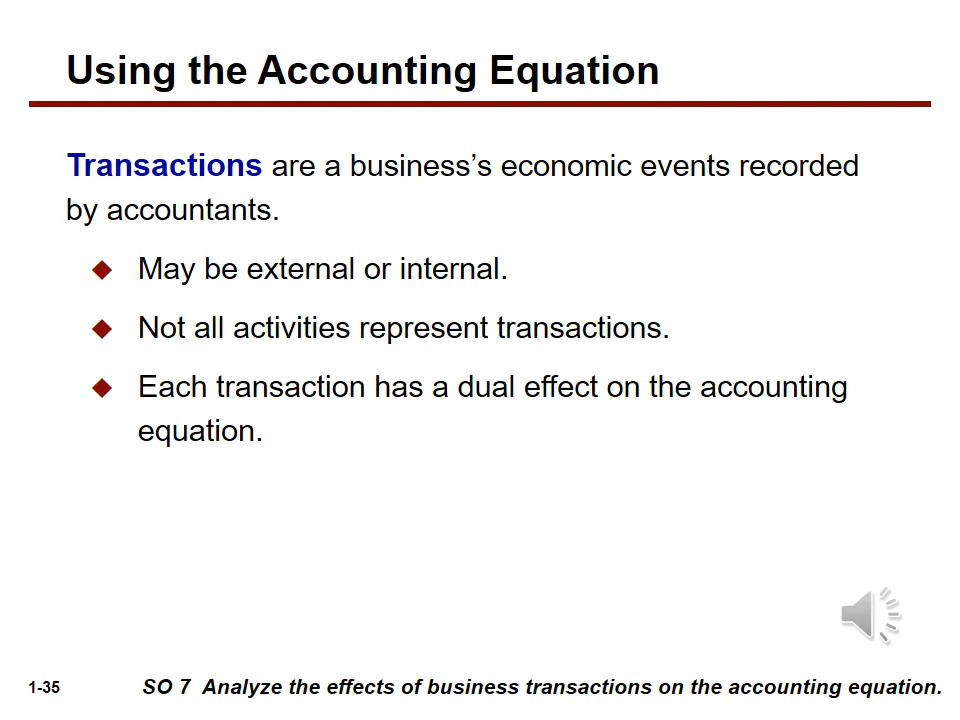 Using the Accounting Equation
Transactions are a business’s economic events recorded
by accountants.
May be external or internal.
Not all activities represent transactions.
Each transaction has a dual effect on the accounting
equation.
1-35
SO 7 Analyze the effects of business transactions on the accounting equation.